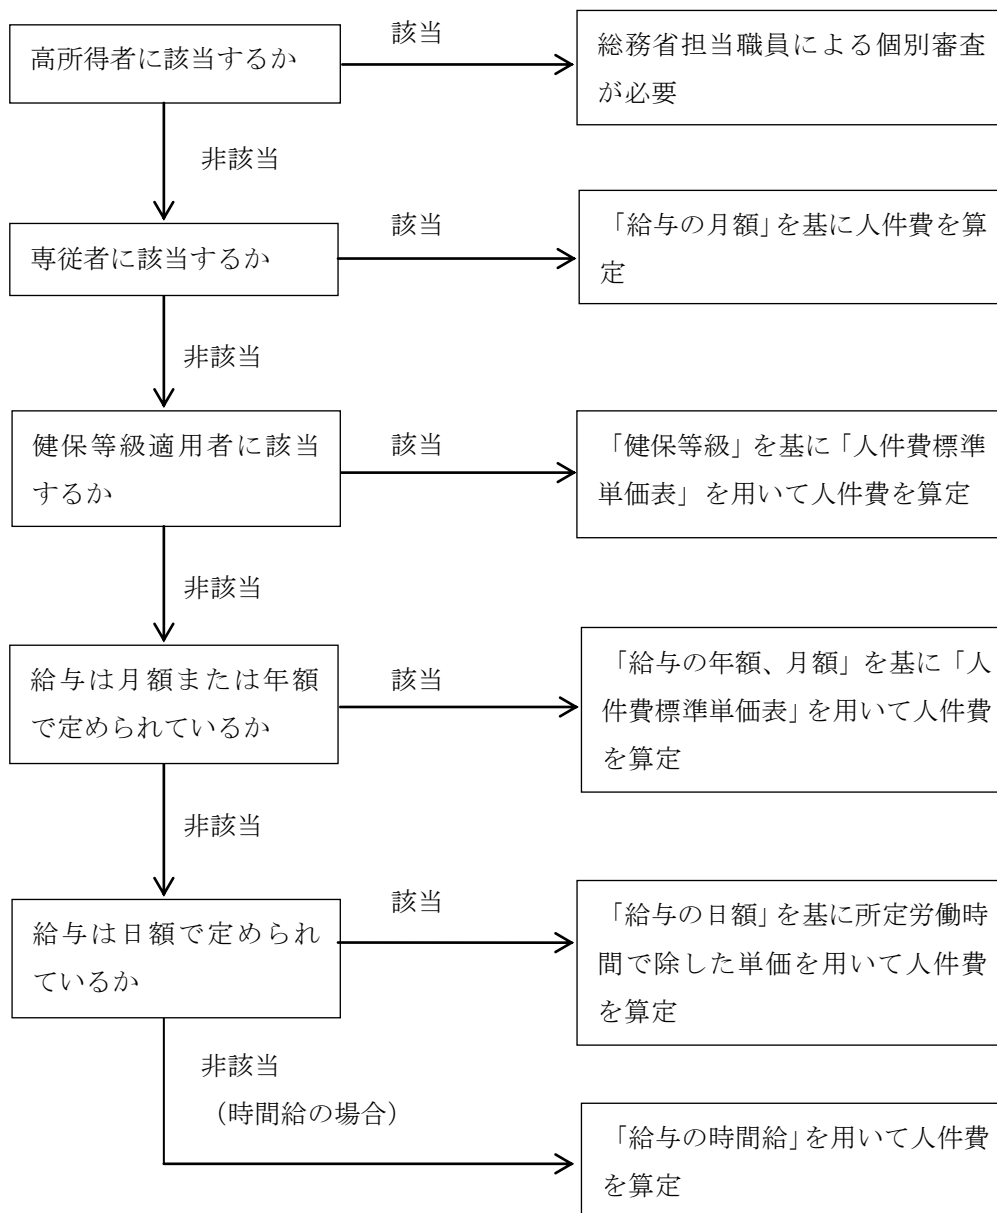 高所得者に該当するか
該当
総務省担当職員による個別審査
が必要
非該当
専従者に該当するか
該当
「給与の月額」を基に人件費を算
定
非該当
健保等級適用者に該当
するか
該当
「健保等級」を基に「人件費標準
単価表」を用いて人件費を算定
非該当
給与は月額または年額
で定められているか
該当
「給与の年額、月額」を基に「人
件費標準単価表」を用いて人件費
を算定
非該当
給与は日額で定められ
ているか
該当
「給与の日額」を基に所定労働時
間で除した単価を用いて人件費
を算定
非該当
（時間給の場合）
「給与の時間給」を用いて人件費
を算定